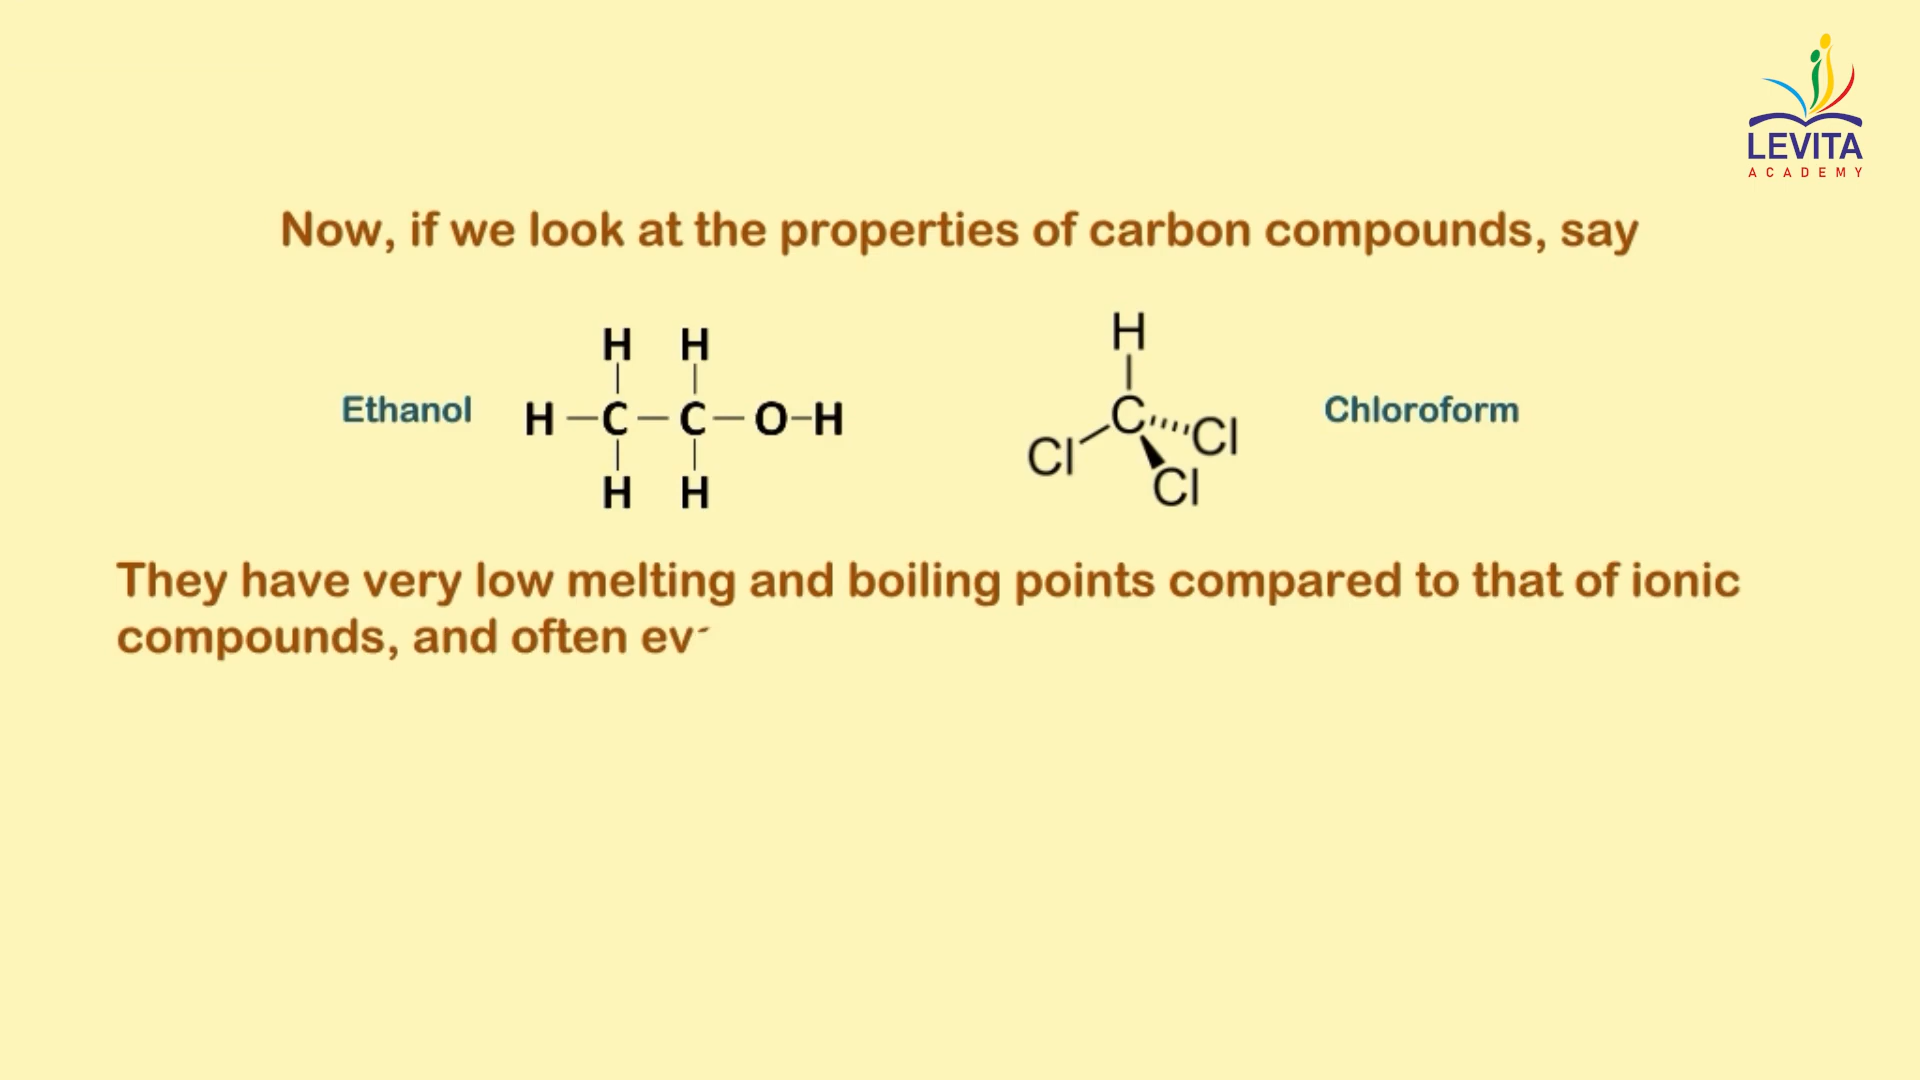 LEVITA
ACADEMY
Now, if we look at the properties of carbon compounds, say
Ethanol
H H
H C C O H
H H
H
C Cl
Cl
Cl
Chloroform
They have very low melting and boiling points compared to that of ionic
compounds, and often